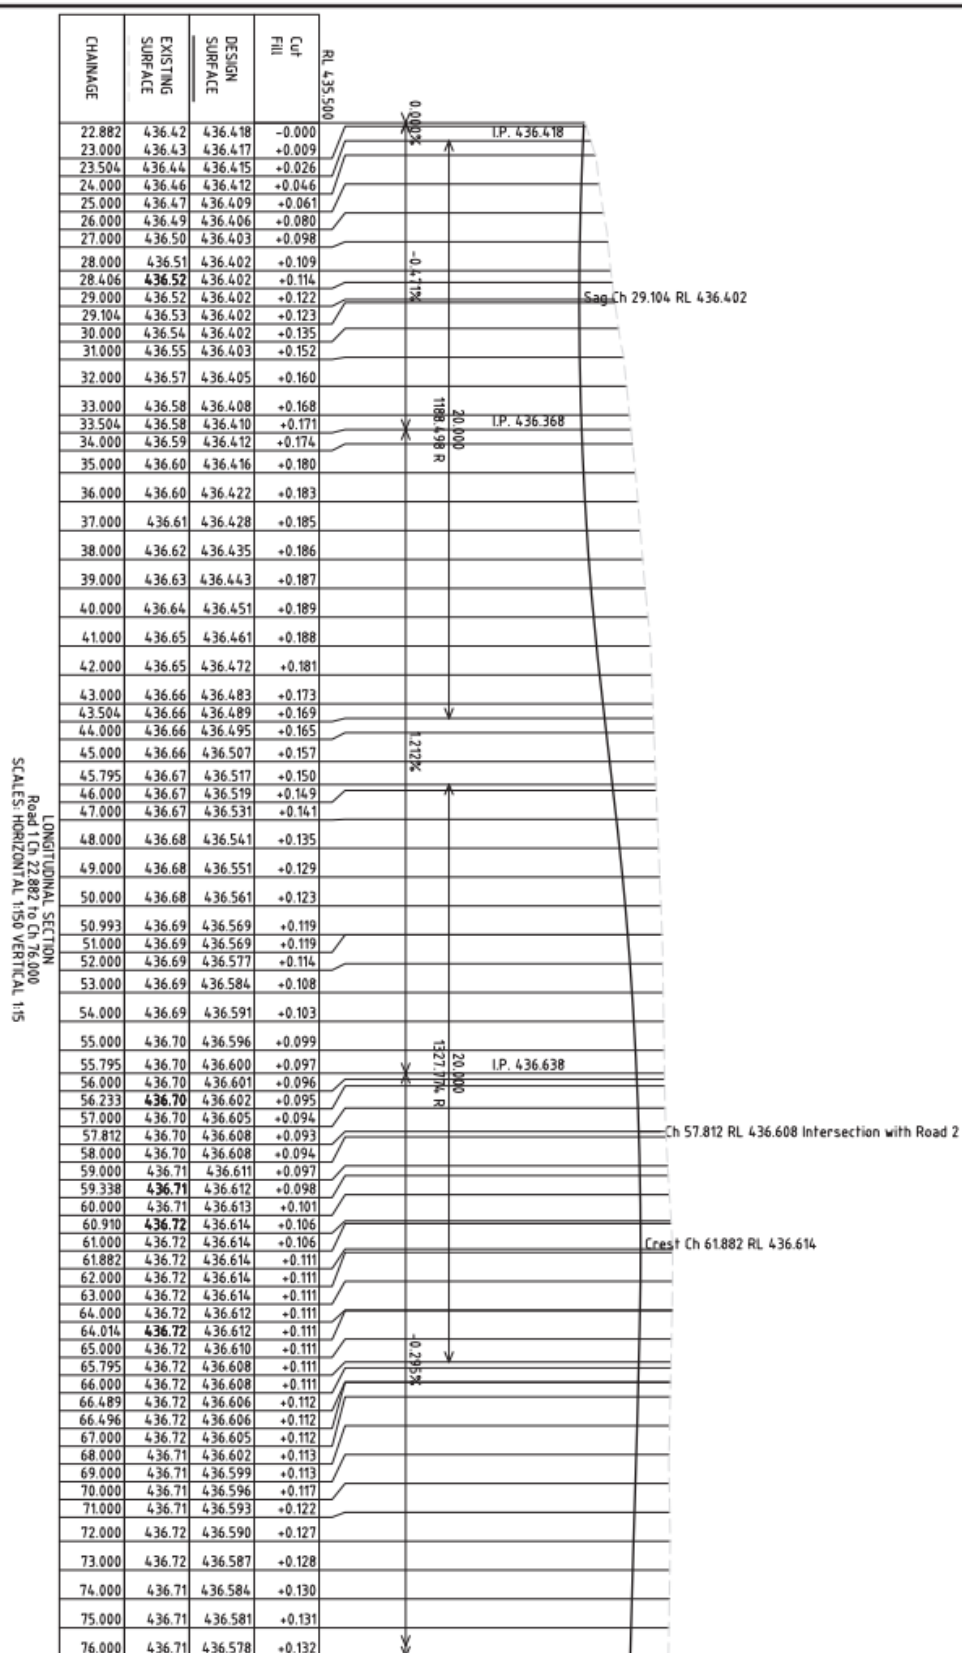 CHAINAGE EXISTING SURFACE DESIGN SURFACE Cut Fill RL 435.500
22.882 436.42 436.418 -0.000
23.000 436.43 436.417 +0.009
23.504 436.44 436.415 +0.026
24.000 436.46 436.412 +0.046
25.000 436.47 436.409 +0.061
26.000 436.49 436.406 +0.080
27.000 436.50 436.403 +0.098
28.000 436.51 436.402 +0.109
28.406 436.52 436.402 +0.114
29.000 436.52 436.402 +0.122
29.104 436.53 436.402 +0.123
30.000 436.54 436.402 +0.135
31.000 436.55 436.403 +0.152
32.000 436.57 436.405 +0.160
33.000 436.58 436.408 +0.168
33.504 436.58 436.410 +0.171
34.000 436.59 436.412 +0.174
35.000 436.60 436.416 +0.180
36.000 436.60 436.422 +0.183
37.000 436.61 436.428 +0.185
38.000 436.62 436.435 +0.186
39.000 436.63 436.443 +0.187
40.000 436.64 436.451 +0.189
41.000 436.65 436.461 +0.188
42.000 436.65 436.472 +0.181
43.000 436.66 436.483 +0.173
43.504 436.66 436.489 +0.169
44.000 436.66 436.495 +0.165
45.000 436.66 436.507 +0.157
45.795 436.67 436.517 +0.150
46.000 436.67 436.519 +0.149
47.000 436.67 436.531 +0.141
48.000 436.68 436.541 +0.135
49.000 436.68 436.551 +0.129
50.000 436.68 436.561 +0.123
50.993 436.69 436.569 +0.119
51.000 436.69 436.569 +0.119
52.000 436.69 436.577 +0.114
53.000 436.69 436.584 +0.108
54.000 436.69 436.591 +0.103
55.000 436.70 436.596 +0.099
55.795 436.70 436.600 +0.097
56.000 436.70 436.601 +0.096
56.233 436.70 436.602 +0.095
57.000 436.70 436.605 +0.094
57.812 436.70 436.608 +0.093
58.000 436.70 436.608 +0.094
59.000 436.71 436.611 +0.097
59.338 436.71 436.612 +0.098
60.000 436.71 436.613 +0.101
60.910 436.72 436.614 +0.106
61.000 436.72 436.614 +0.106
61.882 436.72 436.614 +0.111
62.000 436.72 436.614 +0.111
63.000 436.72 436.614 +0.111
64.000 436.72 436.612 +0.111
64.014 436.72 436.612 +0.111
65.000 436.72 436.610 +0.111
65.795 436.72 436.608 +0.111
66.000 436.72 436.608 +0.111
66.489 436.72 436.606 +0.112
66.496 436.72 436.606 +0.112
67.000 436.72 436.605 +0.112
68.000 436.71 436.602 +0.113
69.000 436.71 436.599 +0.113
70.000 436.71 436.596 +0.117
71.000 436.71 436.593 +0.122
72.000 436.72 436.590 +0.127
73.000 436.72 436.587 +0.128
74.000 436.71 436.584 +0.130
75.000 436.71 436.581 +0.131
76.000 436.71 436.578 +0.132
0.000%
-0.471%
1.212%
-0.295%
20.000
1188.498 R
20.000
1327.774 R
I.P. 436.418
Sag Ch 29.104 RL 436.402
I.P. 436.368
I.P. 436.638
Ch 57.812 RL 436.608 Intersection with Road 2
Crest Ch 61.882 RL 436.614
LONGITUDINAL SECTION
Road 1 Ch 22.882 to Ch 76.000
SCALES: HORIZONTAL 1:150 VERTICAL 1:15